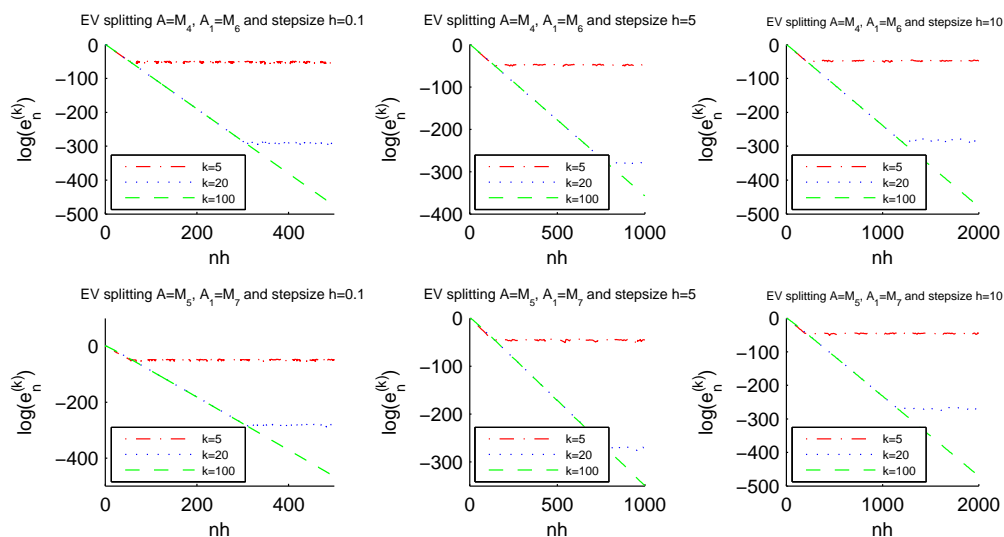 EV splitting A=M4, A1=M6 and stepsize h=0.1
0
−100
−200
−300
−400
−500
log(en(k))
k=5
k=20
k=100
0
200
400
nh
EV splitting A=M4, A1=M6 and stepsize h=5
0
−100
−200
−300
−400
log(en(k))
k=5
k=20
k=100
0
500
1000
nh
EV splitting A=M4, A1=M6 and stepsize h=10
0
−100
−200
−300
−400
−500
log(en(k))
k=5
k=20
k=100
0
1000
2000
nh
EV splitting A=M5, A1=M7 and stepsize h=0.1
0
−200
−400
log(en(k))
k=5
k=20
k=100
0
200
400
nh
EV splitting A=M5, A1=M7 and stepsize h=5
0
−100
−200
−300
log(en(k))
k=5
k=20
k=100
0
500
1000
nh
EV splitting A=M5, A1=M7 and stepsize h=10
0
−100
−200
−300
−400
−500
log(en(k))
k=5
k=20
k=100
0
1000
2000
nh